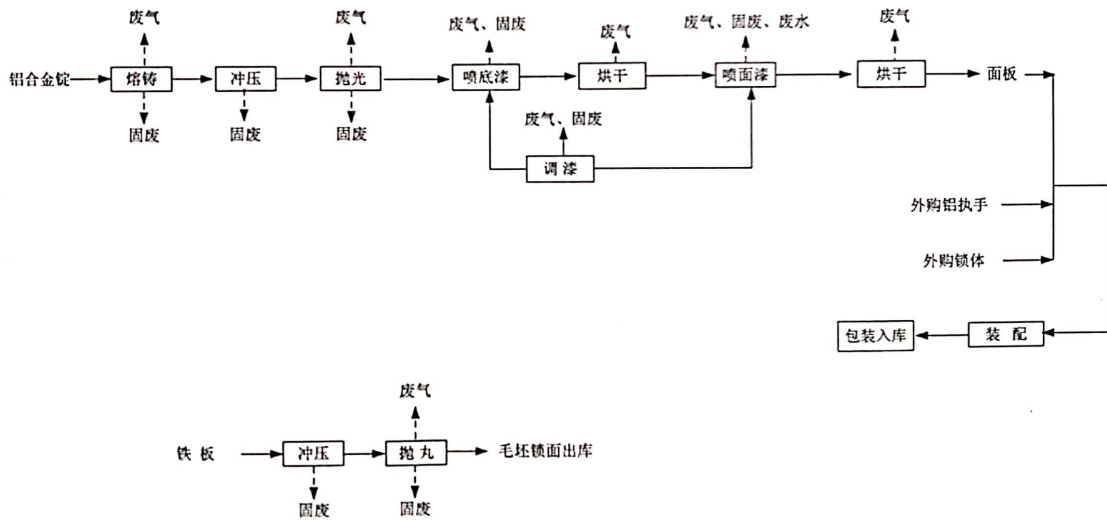 废气 废气 废气、固废 废气 废气、固废、废水 废气
铝合金锭 熔铸 冲压 抛光 喷底漆 烘干 喷面漆 烘干 面板
固废 固废 固废
废气、固废
调漆
外购铝执手
外购锁体
包装入库 装配
废气
铁板 冲压 抛丸 毛坯锁面出库
固废 固废